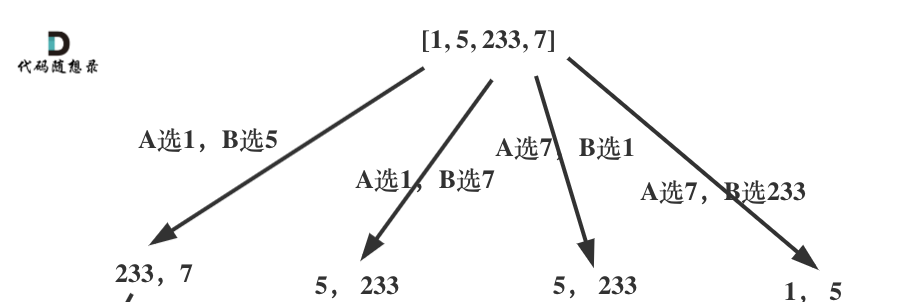 代码随想录
[1, 5, 233, 7]
A选1，B选5
A选7，B选1
A选1，B选7
A选7，B选233
233，7
5， 233
5， 233
1， 5